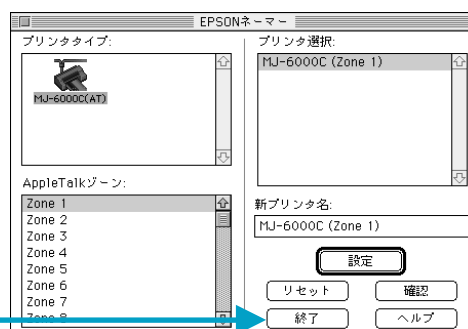 EPSONネーマー
プリンタタイプ:
MJ-6000C(AT)
AppleTalkゾーン:
Zone 1
Zone 2
Zone 3
Zone 4
Zone 5
Zone 6
Zone 7
Zone 8
プリンタ選択:
MJ-6000C (Zone 1)
新プリンタ名:
MJ-6000C (Zone 1)
設定
リセット
確認
終了
ヘルプ